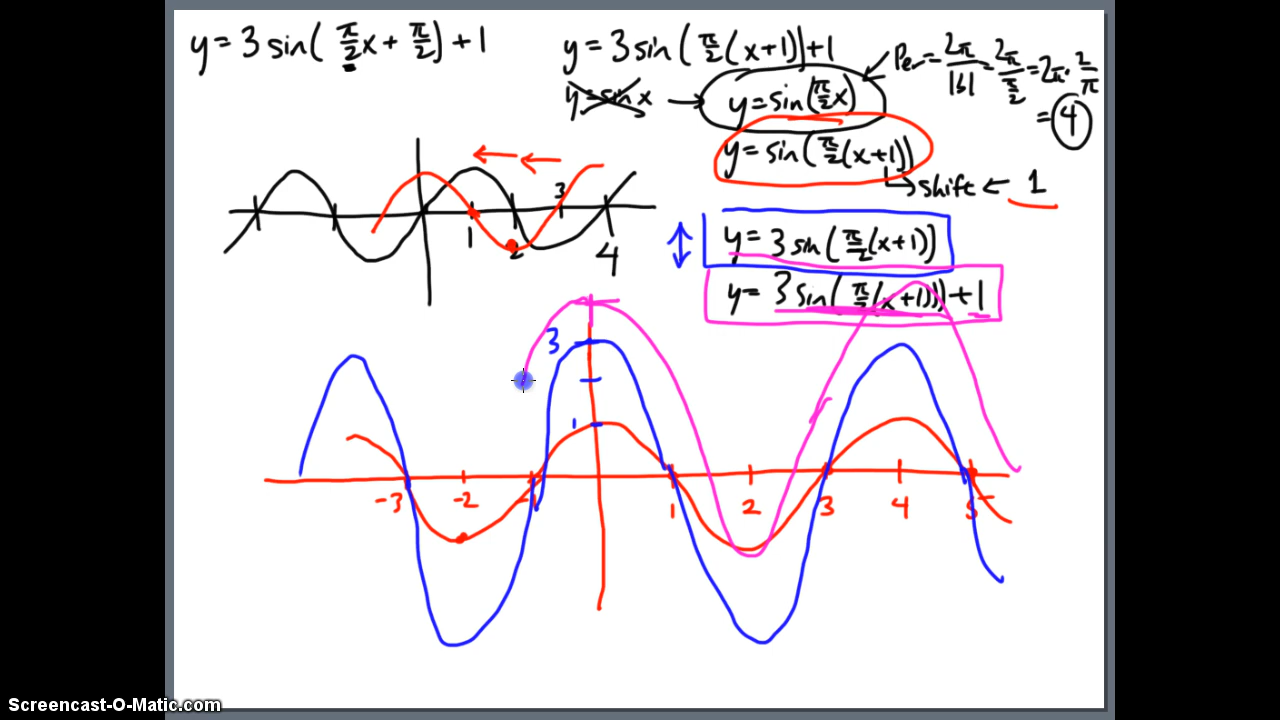 y = 3 sin( π/2 x + π/2 ) + 1
y = 3 sin( π/2 (x+1)) + 1
Per = 2π/|b| = 2π/(π/2) = 2π · 2/π
= 4
y = sin x → y = sin( π/2 x)
y = sin( π/2 (x+1))
↳ shift ← 1
3
1
2
4
y = 3 sin( π/2 (x+1))
y = 3 sin( π/2 (x+1)) + 1
3
1
-3 -2 -1 1 2 3 4 5
Screencast-O-Matic.com